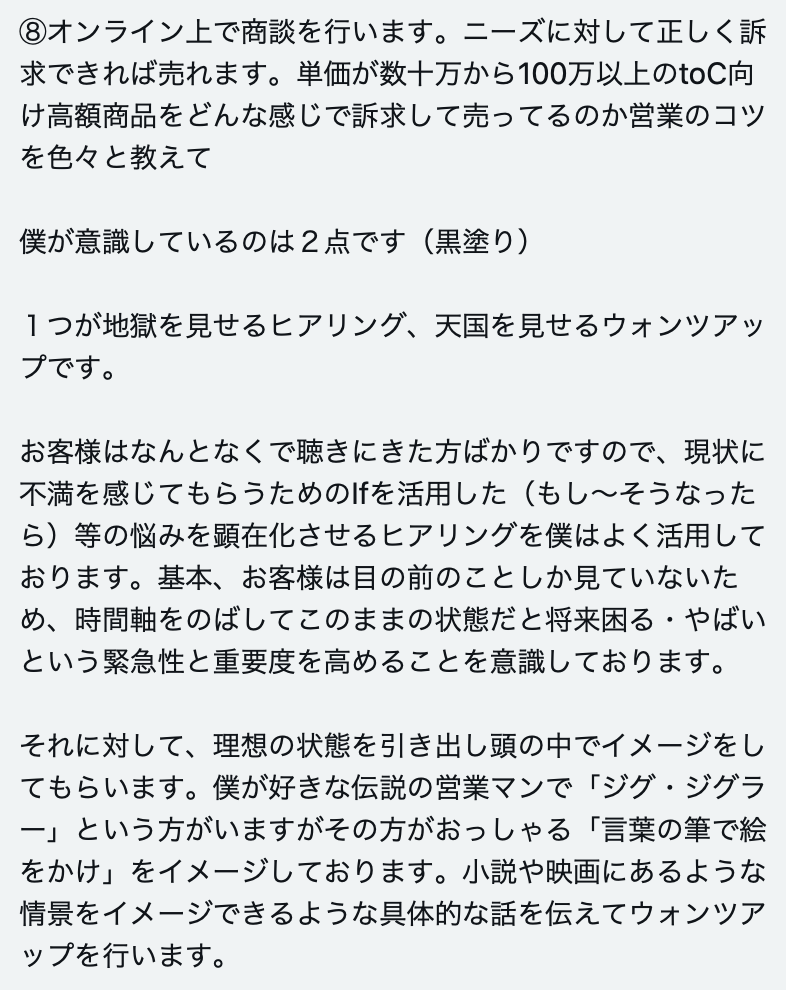 ⑧オンライン上で商談を行います。ニーズに対して正しく訴
求できれば売れます。単価が数十万から100万以上のtoC向
け高額商品をどんな感じで訴求して売ってるのか営業のコツ
を色々と教えて
僕が意識しているのは２点です（黒塗り）
１つが地獄を見せるヒアリング、天国を見せるウォンツアッ
プです。
お客様はなんとなくで聴きにきた方ばかりですので、現状に
不満を感じてもらうためのIfを活用した（もし〜そうなった
ら）等の悩みを顕在化させるヒアリングを僕はよく活用して
おります。基本、お客様は目の前のことしか見ていないた
め、時間軸をのばしてこのままの状態だと将来困る・やばい
という緊急性と重要度を高めることを意識しております。
それに対して、理想の状態を引き出し頭の中でイメージをし
てもらいます。僕が好きな伝説の営業マンで「ジグ・ジグラ
ー」という方がいますがその方がおっしゃる「言葉の筆で絵
をかけ」をイメージしております。小説や映画にあるような
情景をイメージできるような具体的な話を伝えてウォンツア
ップを行います。